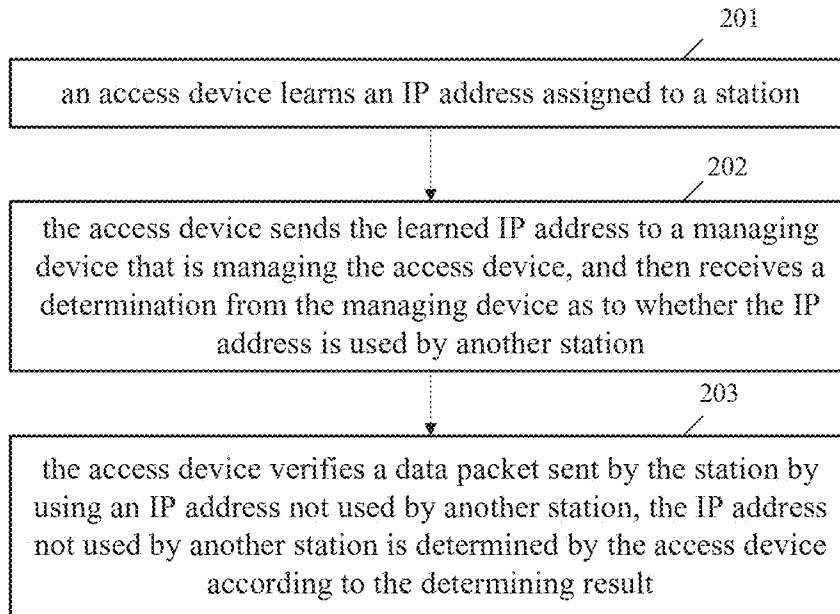 201
an access device learns an IP address assigned to a station
202
the access device sends the learned IP address to a managing
device that is managing the access device, and then receives a
determination from the managing device as to whether the IP
address is used by another station
203
the access device verifies a data packet sent by the station by
using an IP address not used by another station, the IP address
not used by another station is determined by the access device
according to the determining result